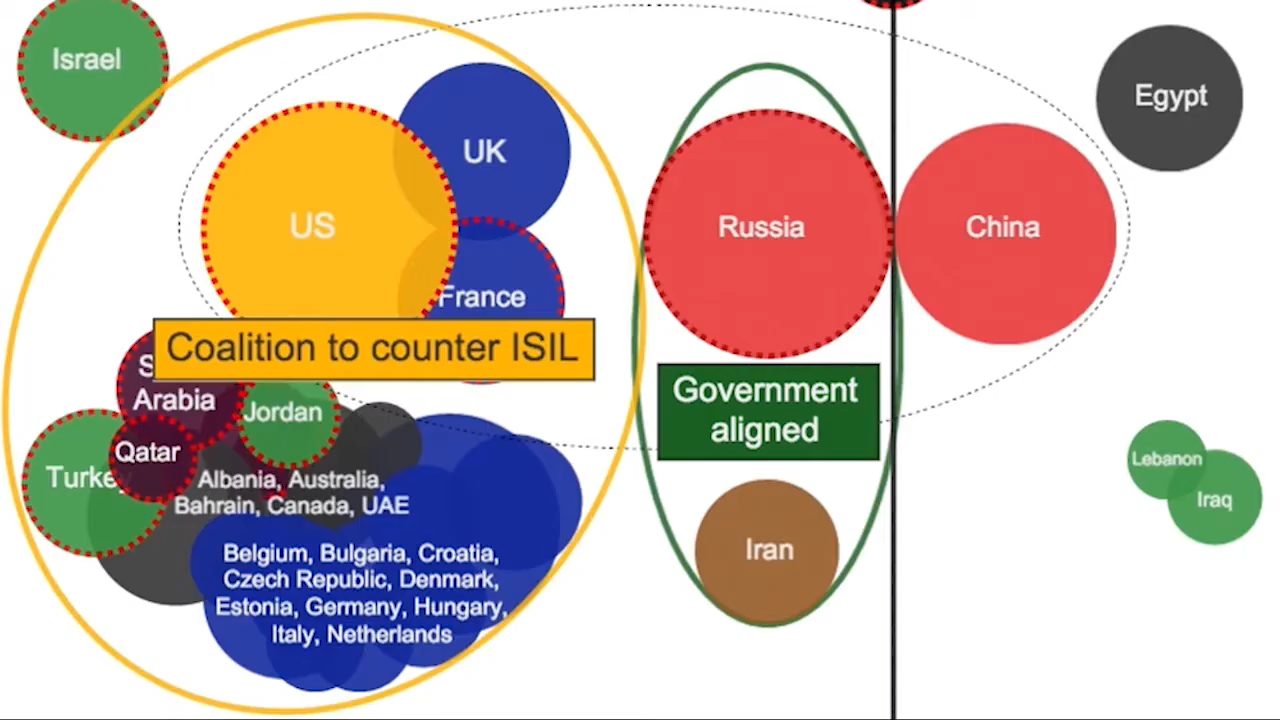 Israel
Egypt
UK
US
Russia
China
France
Coalition to counter ISIL
Government
aligned
Arabia
Jordan
Qatar
Turkey
Albania, Australia,
Bahrain, Canada, UAE
Lebanon
Iraq
Iran
Belgium, Bulgaria, Croatia,
Czech Republic, Denmark,
Estonia, Germany, Hungary,
Italy, Netherlands